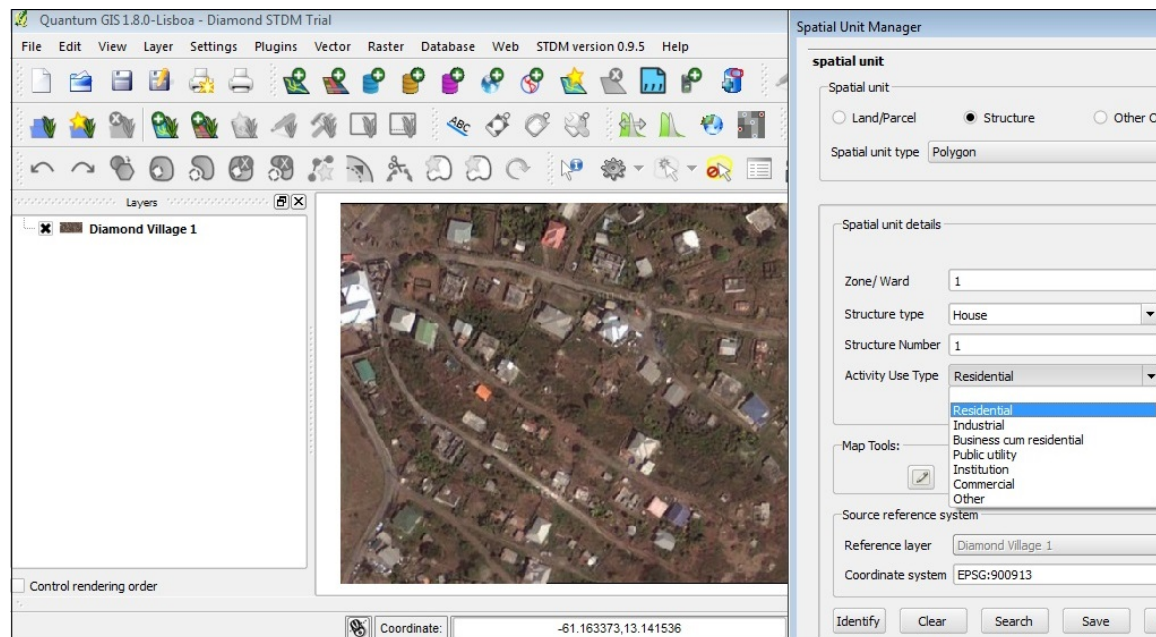 Quantum GIS 1.8.0-Lisboa - Diamond STDM Trial
File Edit View Layer Settings Plugins Vector Raster Database Web STDM version 0.9.5 Help
ABC
Layers
Diamond Village 1
Control rendering order
Coordinate: -61.163373,13.141536
Spatial Unit Manager
spatial unit
Spatial unit
Land/Parcel Structure Other O
Spatial unit type Polygon
Spatial unit details
Zone/ Ward 1
Structure type House
Structure Number 1
Activity Use Type Residential
Residential
Industrial
Business cum residential
Public utility
Institution
Commercial
Other
Map Tools:
Source reference system
Reference layer Diamond Village 1
Coordinate system EPSG:900913
Identify Clear Search Save